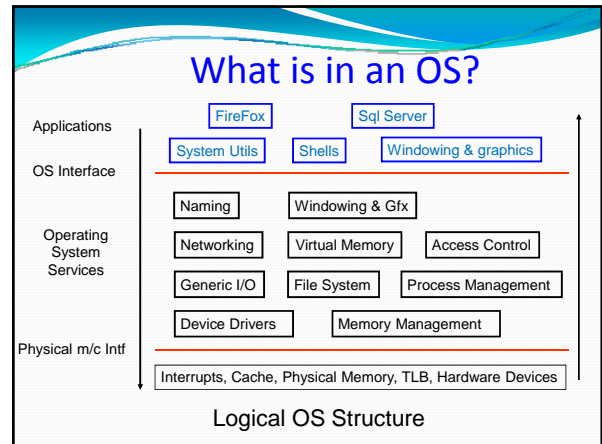 What is in an OS?
FireFox Sql Server
Applications
System Utils Shells Windowing & graphics
OS Interface
Naming Windowing & Gfx
Operating
System
Services
Networking Virtual Memory Access Control
Generic I/O File System Process Management
Device Drivers Memory Management
Physical m/c Intf
Interrupts, Cache, Physical Memory, TLB, Hardware Devices
Logical OS Structure